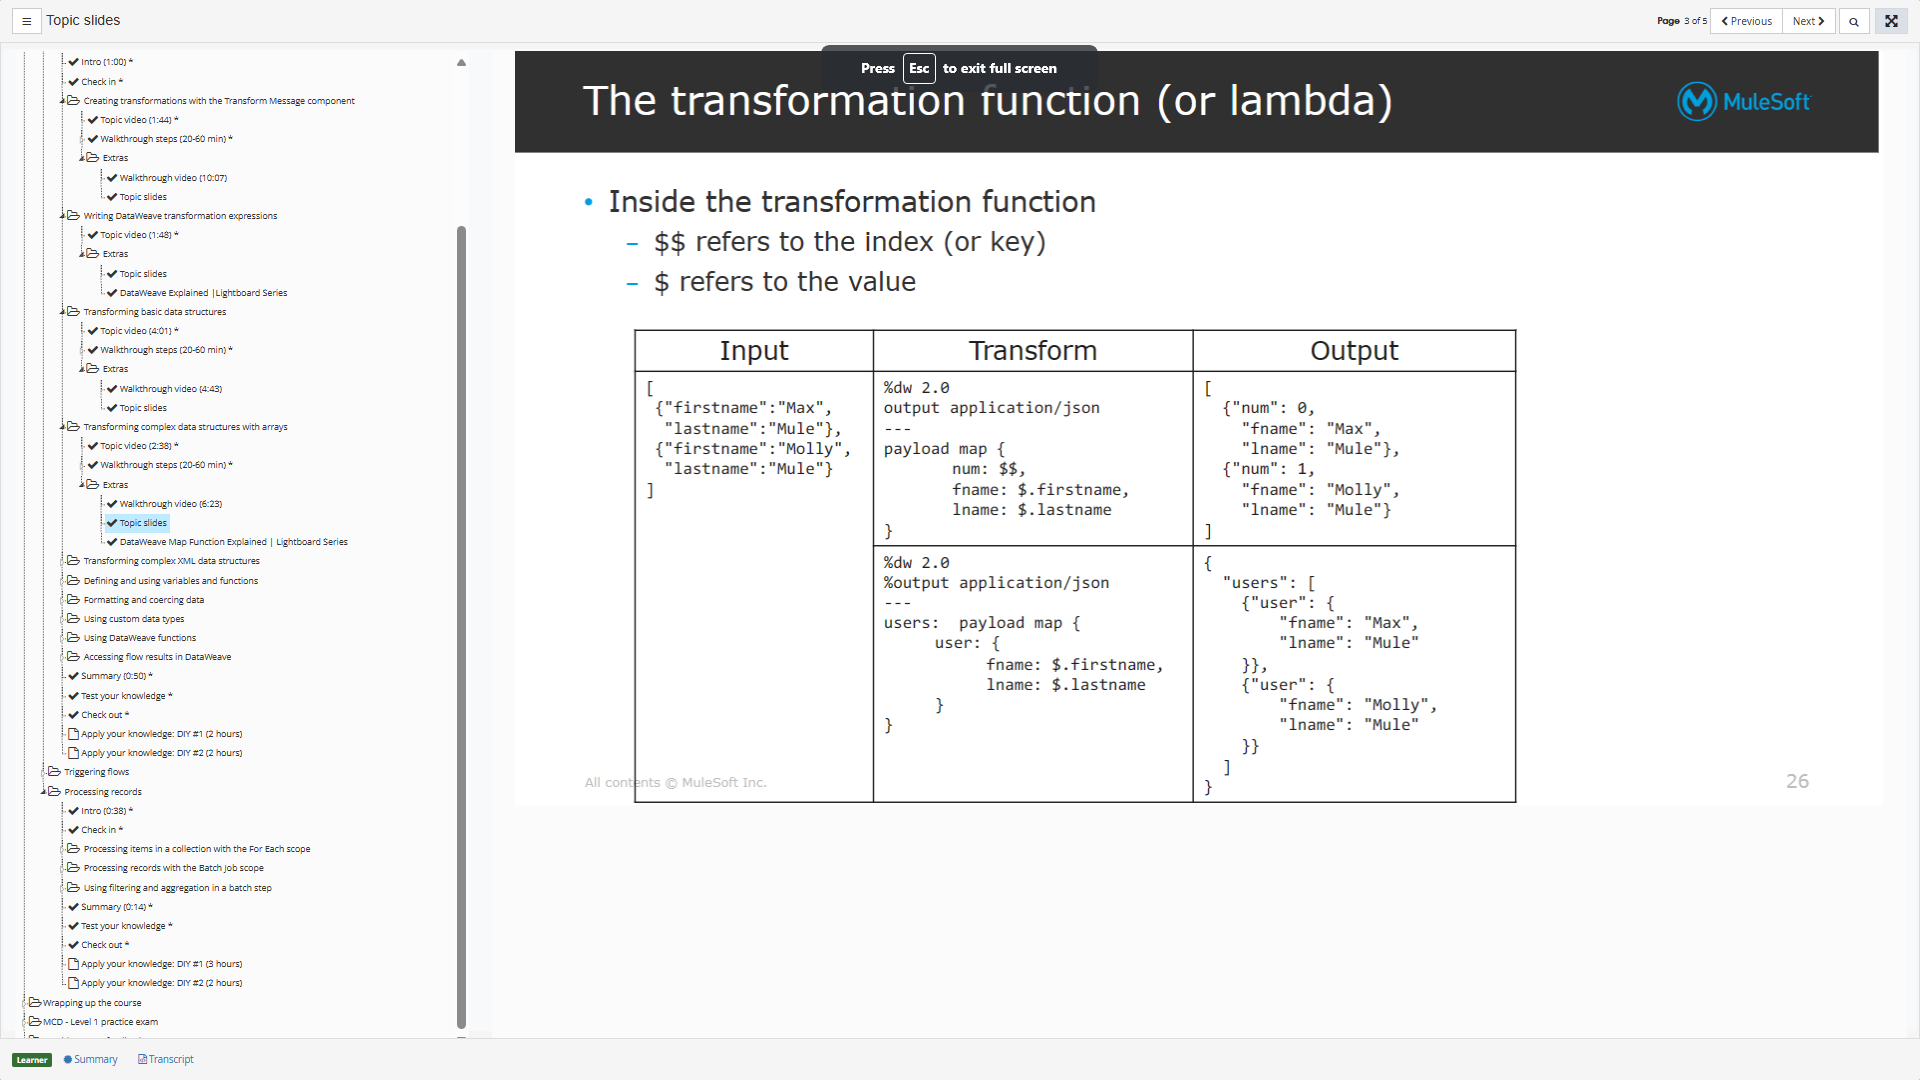 Topic slides
Page 3 of 5
Previous
Next
Press Esc to exit full screen
Intro (1:00) *
Check in *
Creating transformations with the Transform Message component
Topic video (1:44) *
Walkthrough steps (20-60 min) *
Extras
Walkthrough video (10:07)
Topic slides
Writing DataWeave transformation expressions
Topic video (1:48) *
Extras
Topic slides
DataWeave Explained |Lightboard Series
Transforming basic data structures
Topic video (4:01) *
Walkthrough steps (20-60 min) *
Extras
Walkthrough video (4:43)
Topic slides
Transforming complex data structures with arrays
Topic video (2:38) *
Walkthrough steps (20-60 min) *
Extras
Walkthrough video (6:23)
Topic slides
DataWeave Map Function Explained | Lightboard Series
Transforming complex XML data structures
Defining and using variables and functions
Formatting and coercing data
Using custom data types
Using DataWeave functions
Accessing flow results in DataWeave
Summary (0:50) *
Test your knowledge *
Check out *
Apply your knowledge: DIY #1 (2 hours)
Apply your knowledge: DIY #2 (2 hours)
Triggering flows
Processing records
Intro (0:38) *
Check in *
Processing items in a collection with the For Each scope
Processing records with the Batch Job scope
Using filtering and aggregation in a batch step
Summary (0:14) *
Test your knowledge *
Check out *
Apply your knowledge: DIY #1 (3 hours)
Apply your knowledge: DIY #2 (2 hours)
Wrapping up the course
MCD - Level 1 practice exam
Learner
Summary
Transcript
The transformation function (or lambda)
MuleSoft
• Inside the transformation function
– $$ refers to the index (or key)
– $ refers to the value
Input
[
{"firstname":"Max",
"lastname":"Mule"},
{"firstname":"Molly",
"lastname":"Mule"}
]
Transform
%dw 2.0
output application/json
---
payload map {
num: $$,
fname: $.firstname,
lname: $.lastname
}
%dw 2.0
%output application/json
---
users: payload map {
user: {
fname: $.firstname,
lname: $.lastname
}
}
Output
[
{"num": 0,
"fname": "Max",
"lname": "Mule"},
{"num": 1,
"fname": "Molly",
"lname": "Mule"}
]
{
"users": [
{"user": {
"fname": "Max",
"lname": "Mule"
}},
{"user": {
"fname": "Molly",
"lname": "Mule"
}}
]
}
All contents © MuleSoft Inc.
26